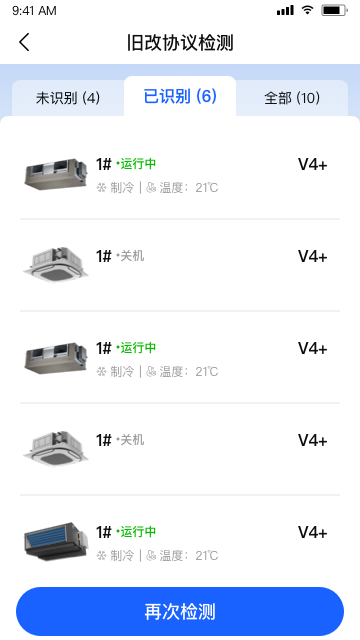 9:41 AM
旧改协议检测
未识别 (4)
已识别 (6)
全部 (10)
1# •运行中 V4+
制冷 | 温度：21℃
1# •关机 V4+
1# •运行中 V4+
制冷 | 温度：21℃
1# •关机 V4+
1# •运行中 V4+
制冷 | 温度：21℃
再次检测